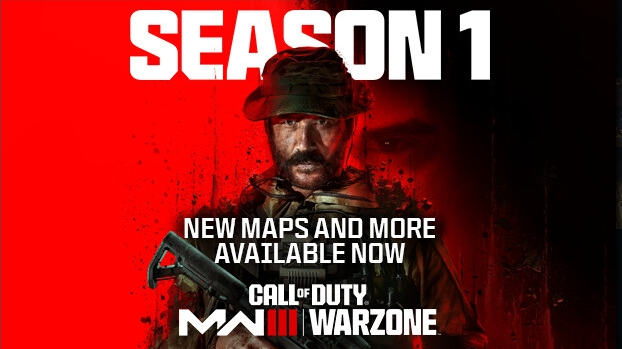 SEASON 1
NEW MAPS AND MORE
AVAILABLE NOW
CALL OF DUTY
MWIII | WARZONE